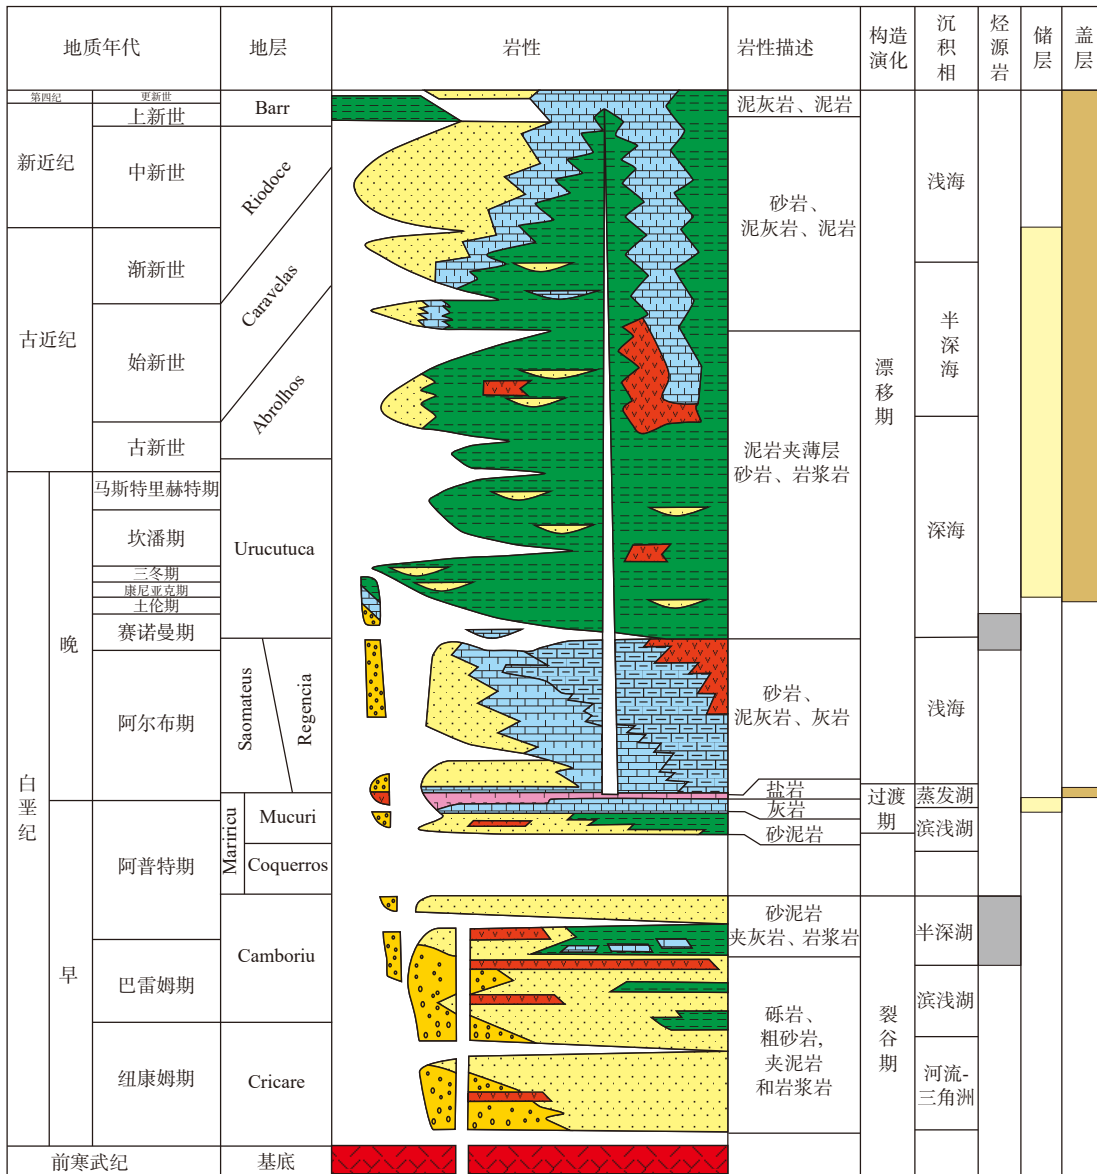 地质年代
地层
岩性
岩性描述
构造
演化
沉
积
相
烃
源
岩
储
层
盖
层
第四纪
更新世
上新世
新近纪
中新世
渐新世
古近纪
始新世
古新世
马斯特里赫特期
坎潘期
三冬期
康尼亚克期
土伦期
赛诺曼期
晚
阿尔布期
白
垩
纪
阿普特期
早
巴雷姆期
纽康姆期
前寒武纪
Barr
Riodoce
Caravelas
Abrolhos
Urucutuca
Saomateus
Regencia
Mariricu
Mucuri
Coquerros
Camboriu
Cricare
基底
泥灰岩、泥岩
砂岩、
泥灰岩、泥岩
泥岩夹薄层
砂岩、岩浆岩
砂岩、
泥灰岩、灰岩
盐岩
灰岩
砂泥岩
砂泥岩
夹灰岩、岩浆岩
砾岩、
粗砂岩,
夹泥岩
和岩浆岩
漂
移
期
过渡
期
裂
谷
期
浅海
半
深
海
深海
浅海
蒸发湖
滨浅湖
半深湖
滨浅湖
河流-
三角洲